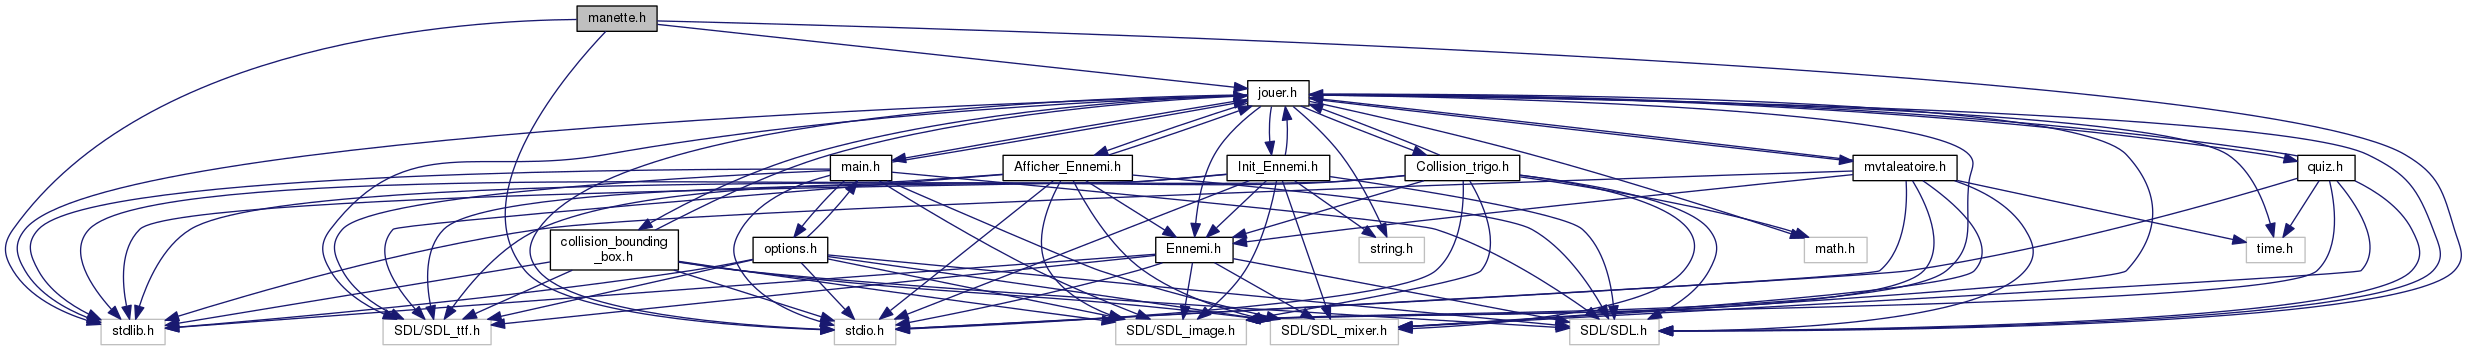 manette.h
jouer.h
main.h
Afficher_Ennemi.h
Init_Ennemi.h
Collision_trigo.h
mvtaleatoire.h
quiz.h
collision_bounding
_box.h
options.h
Ennemi.h
string.h
math.h
time.h
stdlib.h
SDL/SDL_ttf.h
stdio.h
SDL/SDL_image.h
SDL/SDL_mixer.h
SDL/SDL.h